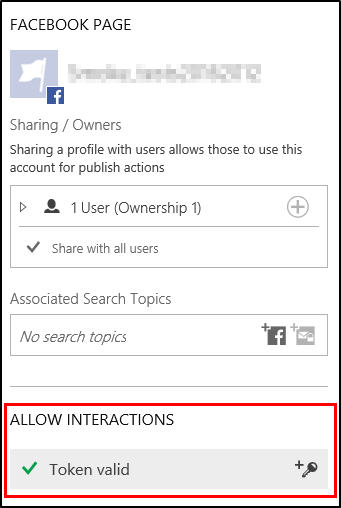 FACEBOOK PAGE
Sharing / Owners
Sharing a profile with users allows those to use this
account for publish actions
1 User (Ownership 1)
Share with all users
Associated Search Topics
No search topics
ALLOW INTERACTIONS
Token valid